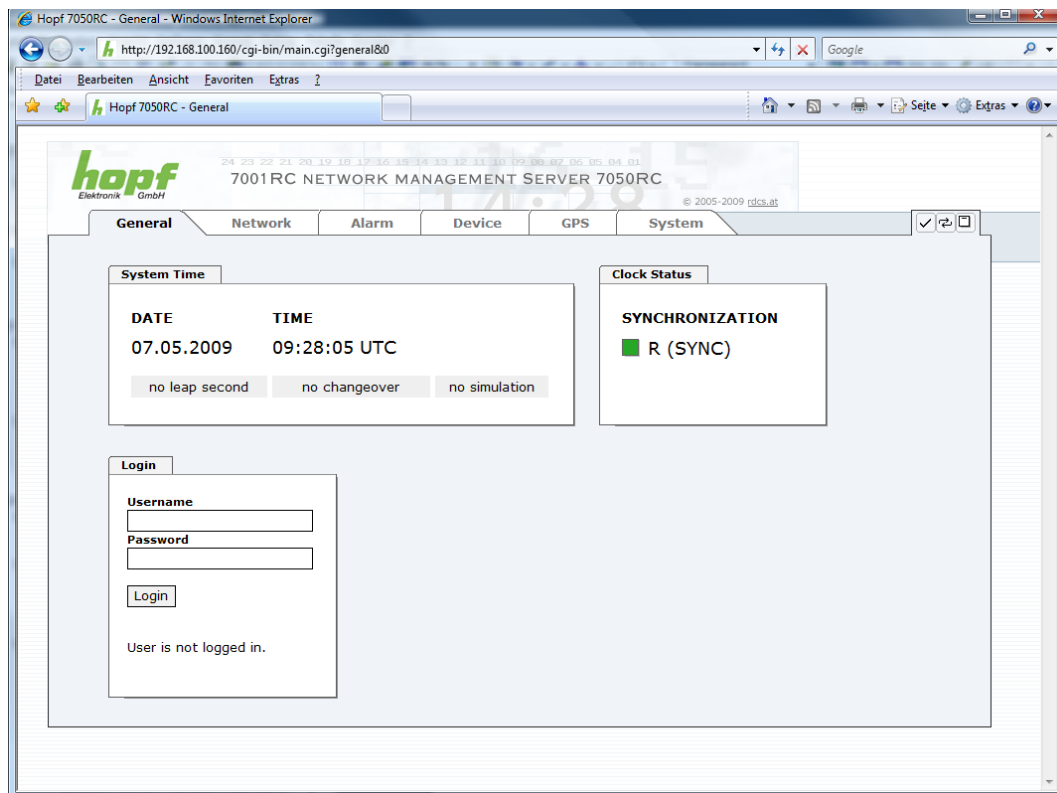 Hopf 7050RC - General - Windows Internet Explorer
http://192.168.100.160/cgi-bin/main.cgi?general&0
Google
Datei Bearbeiten Ansicht Favoriten Extras ?
Hopf 7050RC - General
Seite Extras
hopf
Elektronik GmbH
24 23 22 21 20 19 18 17 16 15 14 13 12 11 10 09 08 07 06 05 04 01
7001RC NETWORK MANAGEMENT SERVER 7050RC
14:28
© 2005-2009 rdcs.at
General Network Alarm Device GPS System
System Time
DATE TIME
07.05.2009 09:28:05 UTC
no leap second no changeover no simulation
Clock Status
SYNCHRONIZATION
R (SYNC)
Login
Username
Password
Login
User is not logged in.